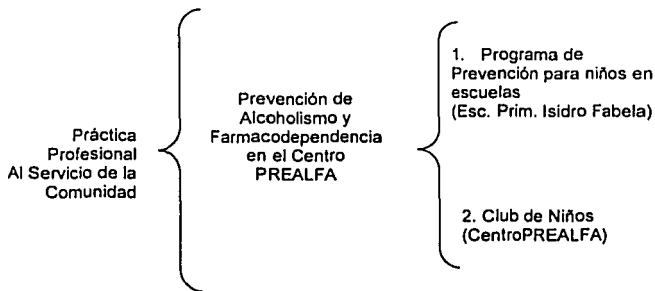 Práctica
Profesional
Al Servicio de la
Comunidad
Prevención de
Alcoholismo y
Farmacodependencia
en el Centro
PREALFA
1. Programa de
Prevención para niños en
escuelas
(Esc. Prim. Isidro Fabela)
2. Club de Niños
(CentroPREALFA)